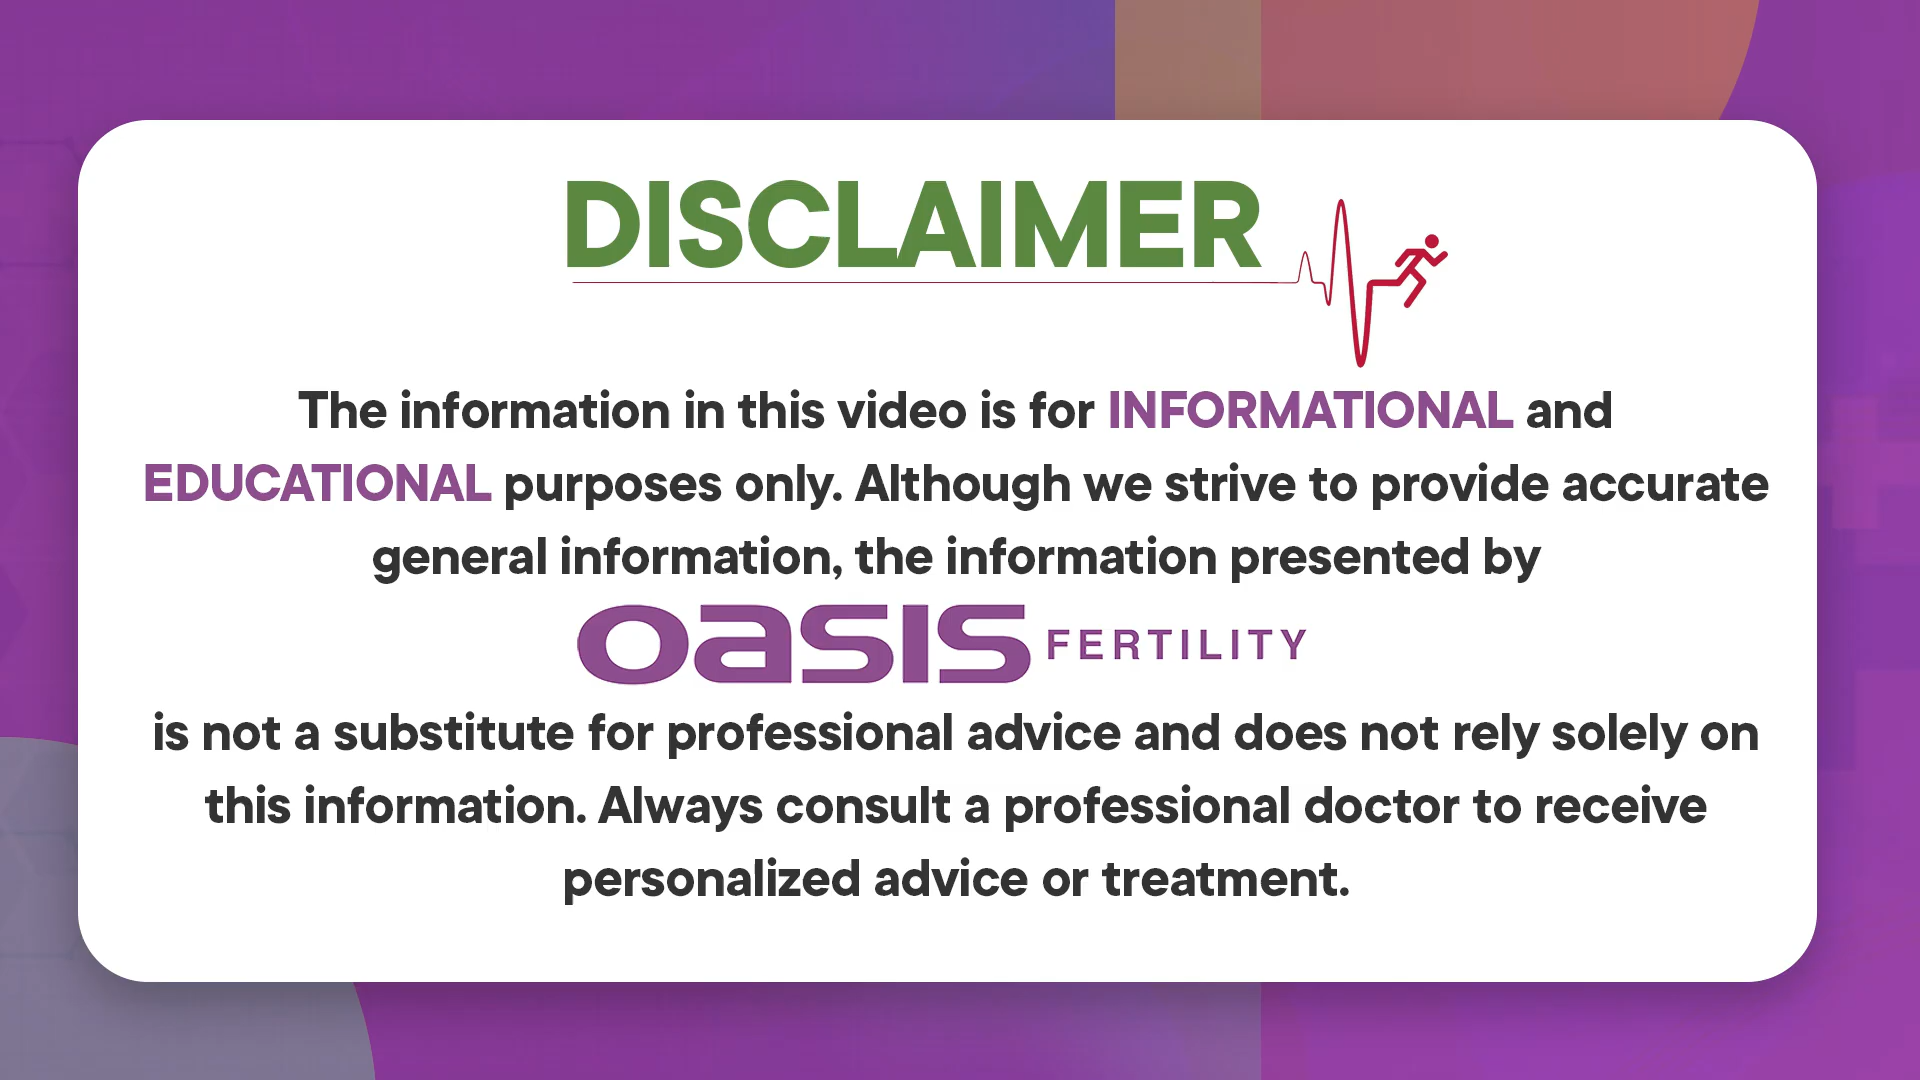 DISCLAIMER
The information in this video is for INFORMATIONAL and
EDUCATIONAL purposes only. Although we strive to provide accurate
general information, the information presented by
oasis FERTILITY
is not a substitute for professional advice and does not rely solely on
this information. Always consult a professional doctor to receive
personalized advice or treatment.